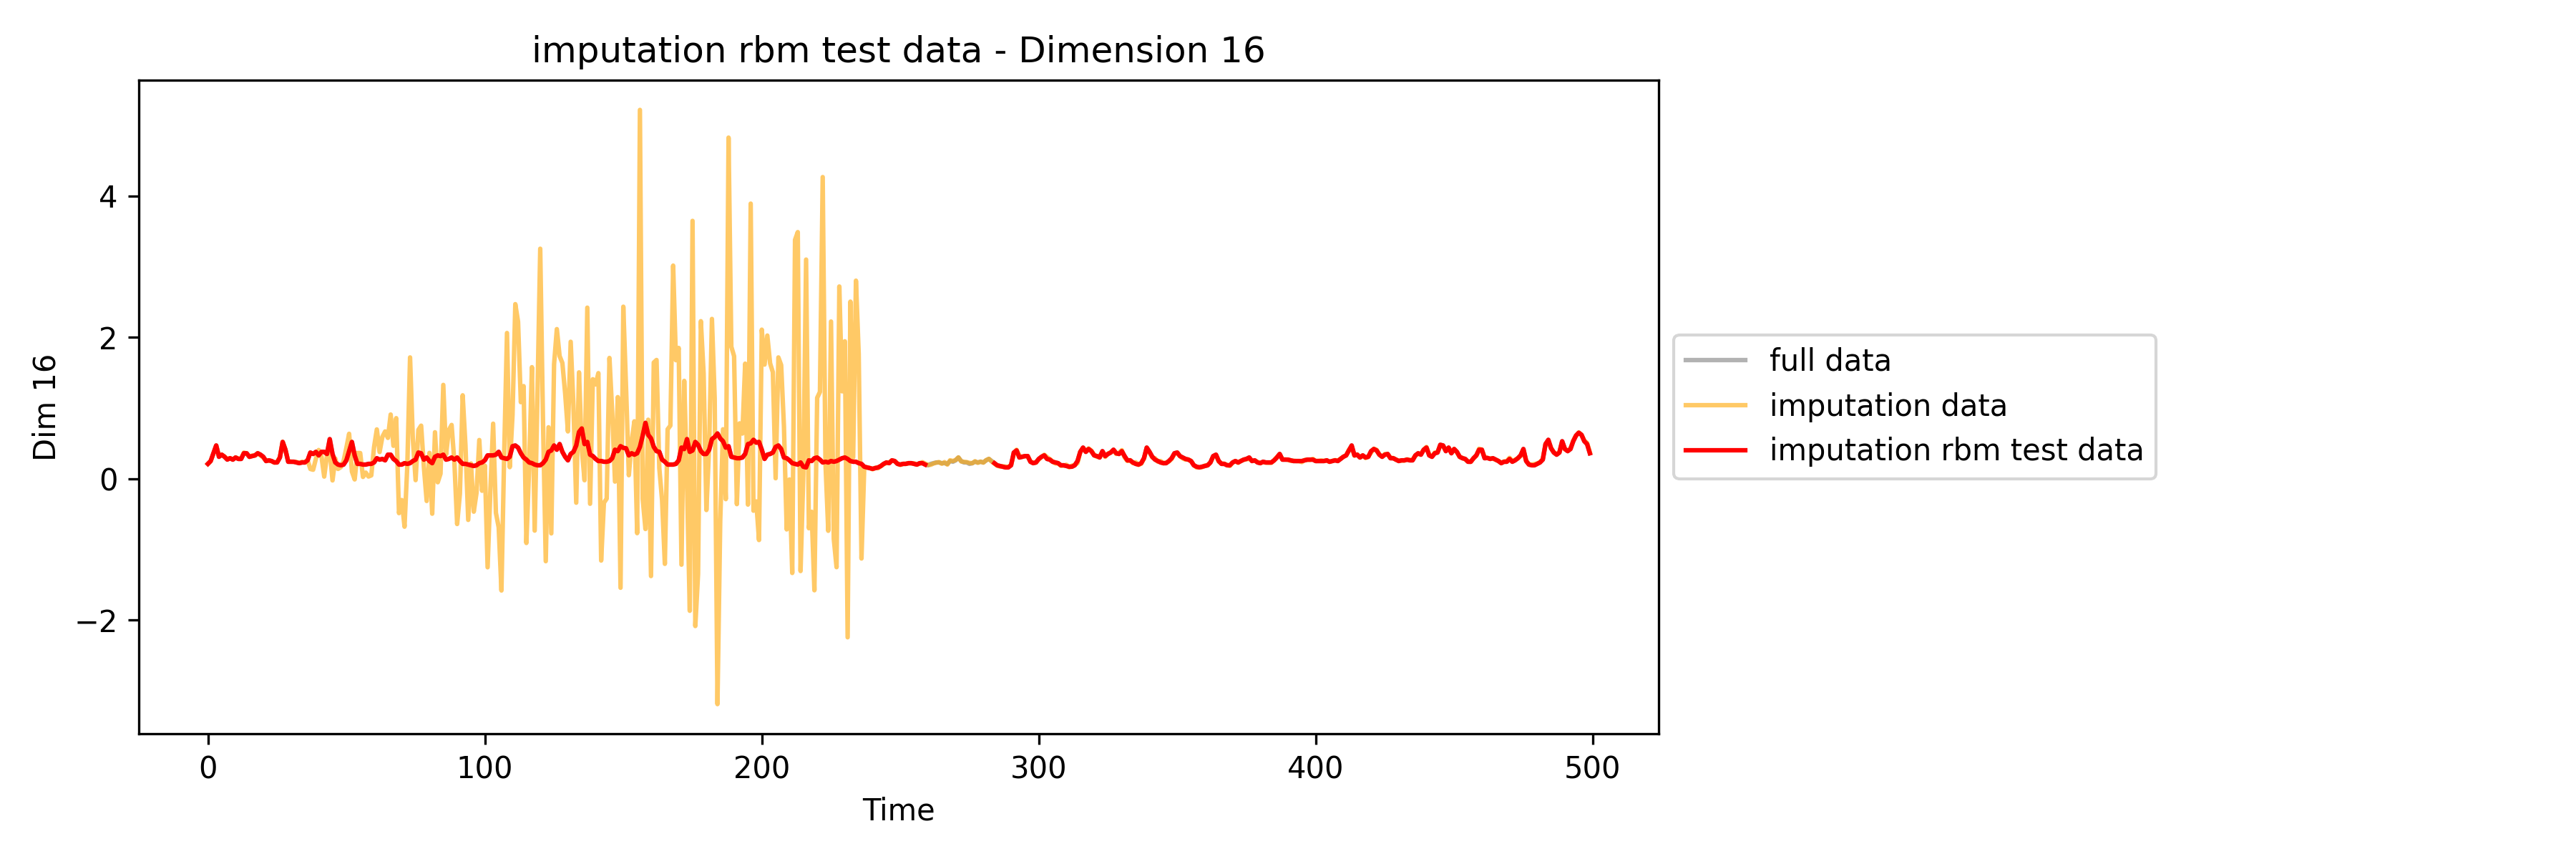 imputation rbm test data - Dimension 16
4
2
0
−2
Dim 16
0
100
200
300
400
500
Time
full data
imputation data
imputation rbm test data